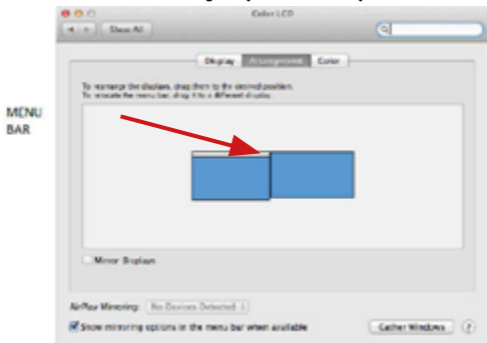 Color LCD
Show All
Display Arrangement Color
To rearrange the displays, drag them to the desired position.
To relocate the menu bar, drag it to a different display.
MENU
BAR
Mirror Displays
AirPlay Mirroring: No Devices Detected
Show mirroring options in the menu bar when available
Gather Windows ?